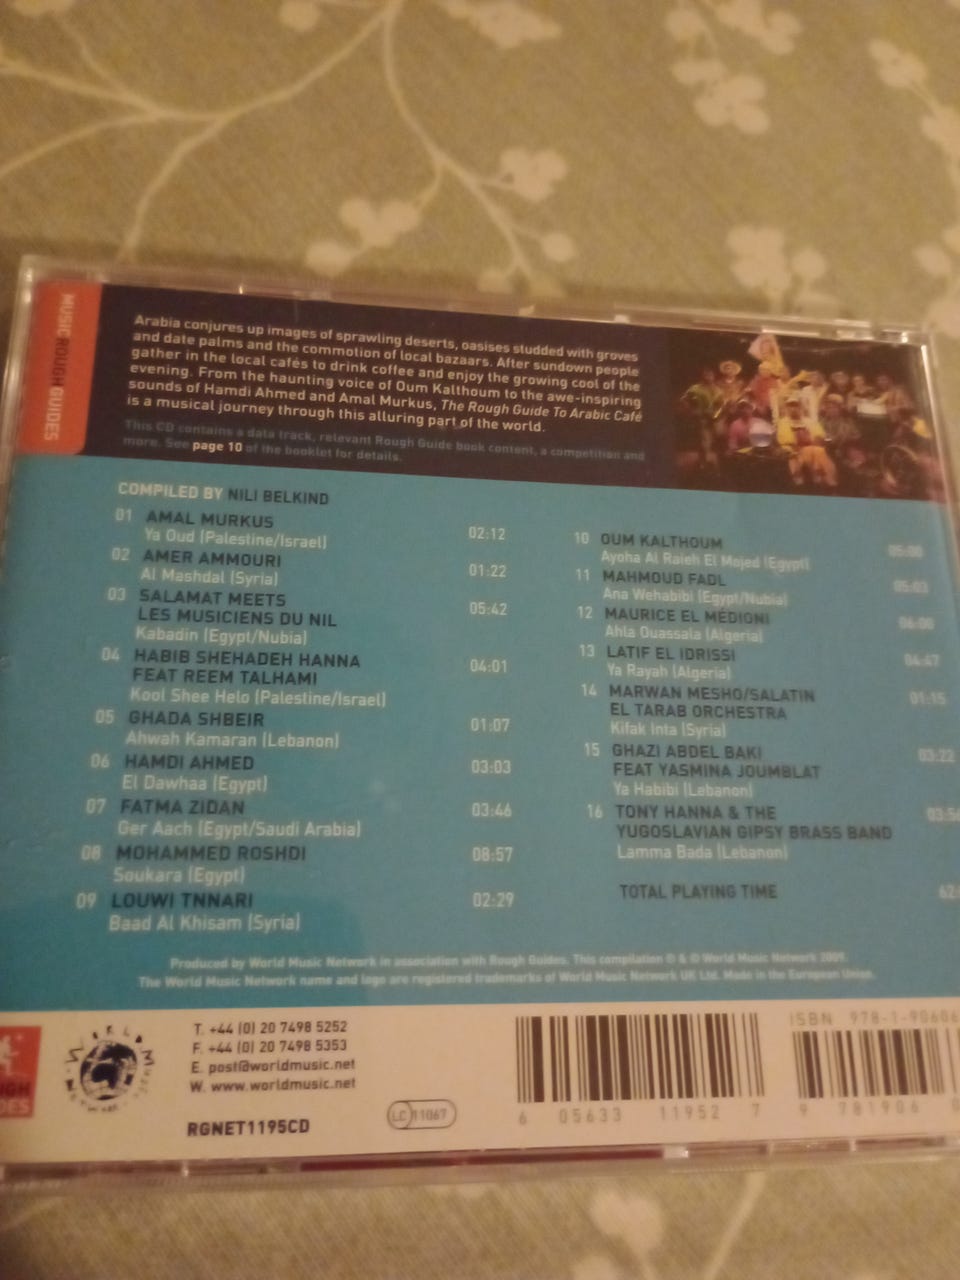 MUSIC ROUGH GUIDES
Arabia conjures up images of sprawling deserts, oasises studded with groves
and date palms and the commotion of local bazaars. After sundown people
gather in the local cafés to drink coffee and enjoy the growing cool of the
evening. From the haunting voice of Oum Kalthoum to the awe-inspiring
sounds of Hamdi Ahmed and Amal Murkus, The Rough Guide To Arabic Café
is a musical journey through this alluring part of the world.
This CD contains a data track, relevant Rough Guide book content, a competition and
more. See page 10 of the booklet for details.
COMPILED BY NILI BELKIND
01 AMAL MURKUS 02:12
Ya Oud (Palestine/Israel)
02 AMER AMMOURI 01:22
Al Mashdal (Syria)
03 SALAMAT MEETS 05:42
LES MUSICIENS DU NIL
Kabadin (Egypt/Nubia)
04 HABIB SHEHADEH HANNA 04:01
FEAT REEM TALHAMI
Kool Shee Helo (Palestine/Israel)
05 GHADA SHBEIR 01:07
Ahwah Kamaran (Lebanon)
06 HAMDI AHMED 03:03
El Dawhaa (Egypt)
07 FATMA ZIDAN 03:46
Ger Aach (Egypt/Saudi Arabia)
08 MOHAMMED ROSHDI 08:57
Soukara (Egypt)
09 LOUWI TNNARI 02:29
Baad Al Khisam (Syria)
10 OUM KALTHOUM 05:00
Ayoha Al Raieh El Mojed (Egypt)
11 MAHMOUD FADL 05:03
Ana Wehabibi (Egypt/Nubia)
12 MAURICE EL MÉDIONI 06:00
Ahla Ouassala (Algeria)
13 LATIF EL IDRISSI 04:47
Ya Rayah (Algeria)
14 MARWAN MESHO/SALATIN 01:15
EL TARAB ORCHESTRA
Kifak Inta (Syria)
15 GHAZI ABDEL BAKI 03:22
FEAT YASMINA JOUMBLAT
Ya Habibi (Lebanon)
16 TONY HANNA & THE
YUGOSLAVIAN GIPSY BRASS BAND
Lamma Bada (Lebanon)
TOTAL PLAYING TIME
Produced by World Music Network in association with Rough Guides. This compilation ℗ & © World Music Network 2009.
The World Music Network name and logo are registered trademarks of World Music Network UK Ltd. Made in the European Union.
T. +44 (0) 20 7498 5252
F. +44 (0) 20 7498 5353
E. post@worldmusic.net
W. www.worldmusic.net
RGNET1195CD
LC 11067
6 05633 11952 7
ISBN 978-1-90606
9 781906 0